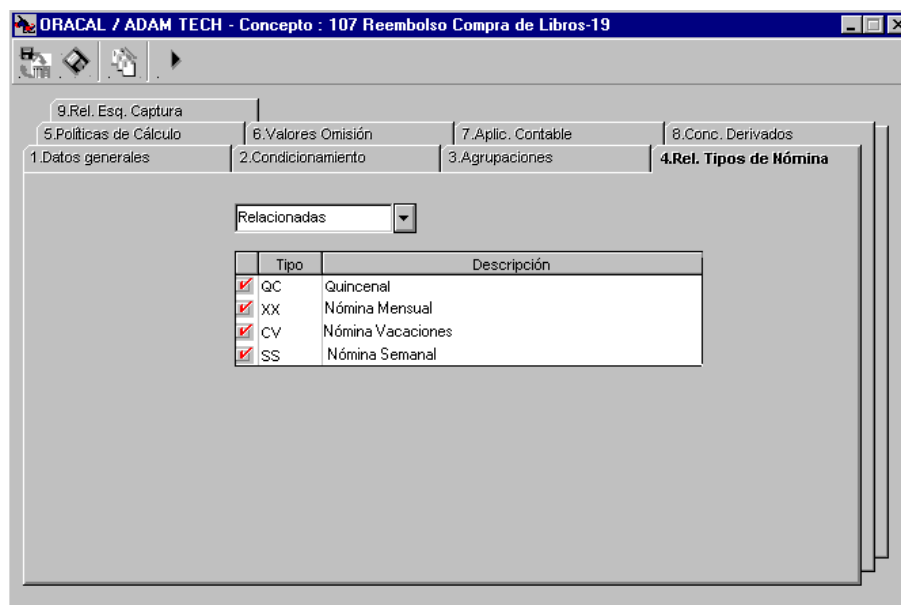 ORACAL / ADAM TECH - Concepto : 107 Reembolso Compra de Libros-19
9.Rel. Esq. Captura
5.Políticas de Cálculo 6.Valores Omisión 7.Aplic. Contable 8.Conc. Derivados
1.Datos generales 2.Condicionamiento 3.Agrupaciones 4.Rel. Tipos de Nómina
Relacionadas
Tipo Descripción
QC Quincenal
XX Nómina Mensual
CV Nómina Vacaciones
SS Nómina Semanal